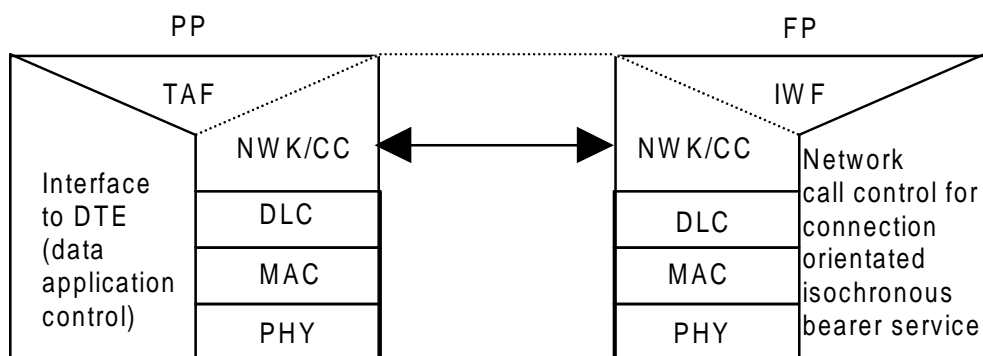 PP
FP
TAF
IWF
NWK/CC
NWK/CC
Interface
to DTE
(data
application
control)
DLC
MAC
PHY
DLC
MAC
PHY
Network
call control for
connection
orientated
isochronous
bearer service